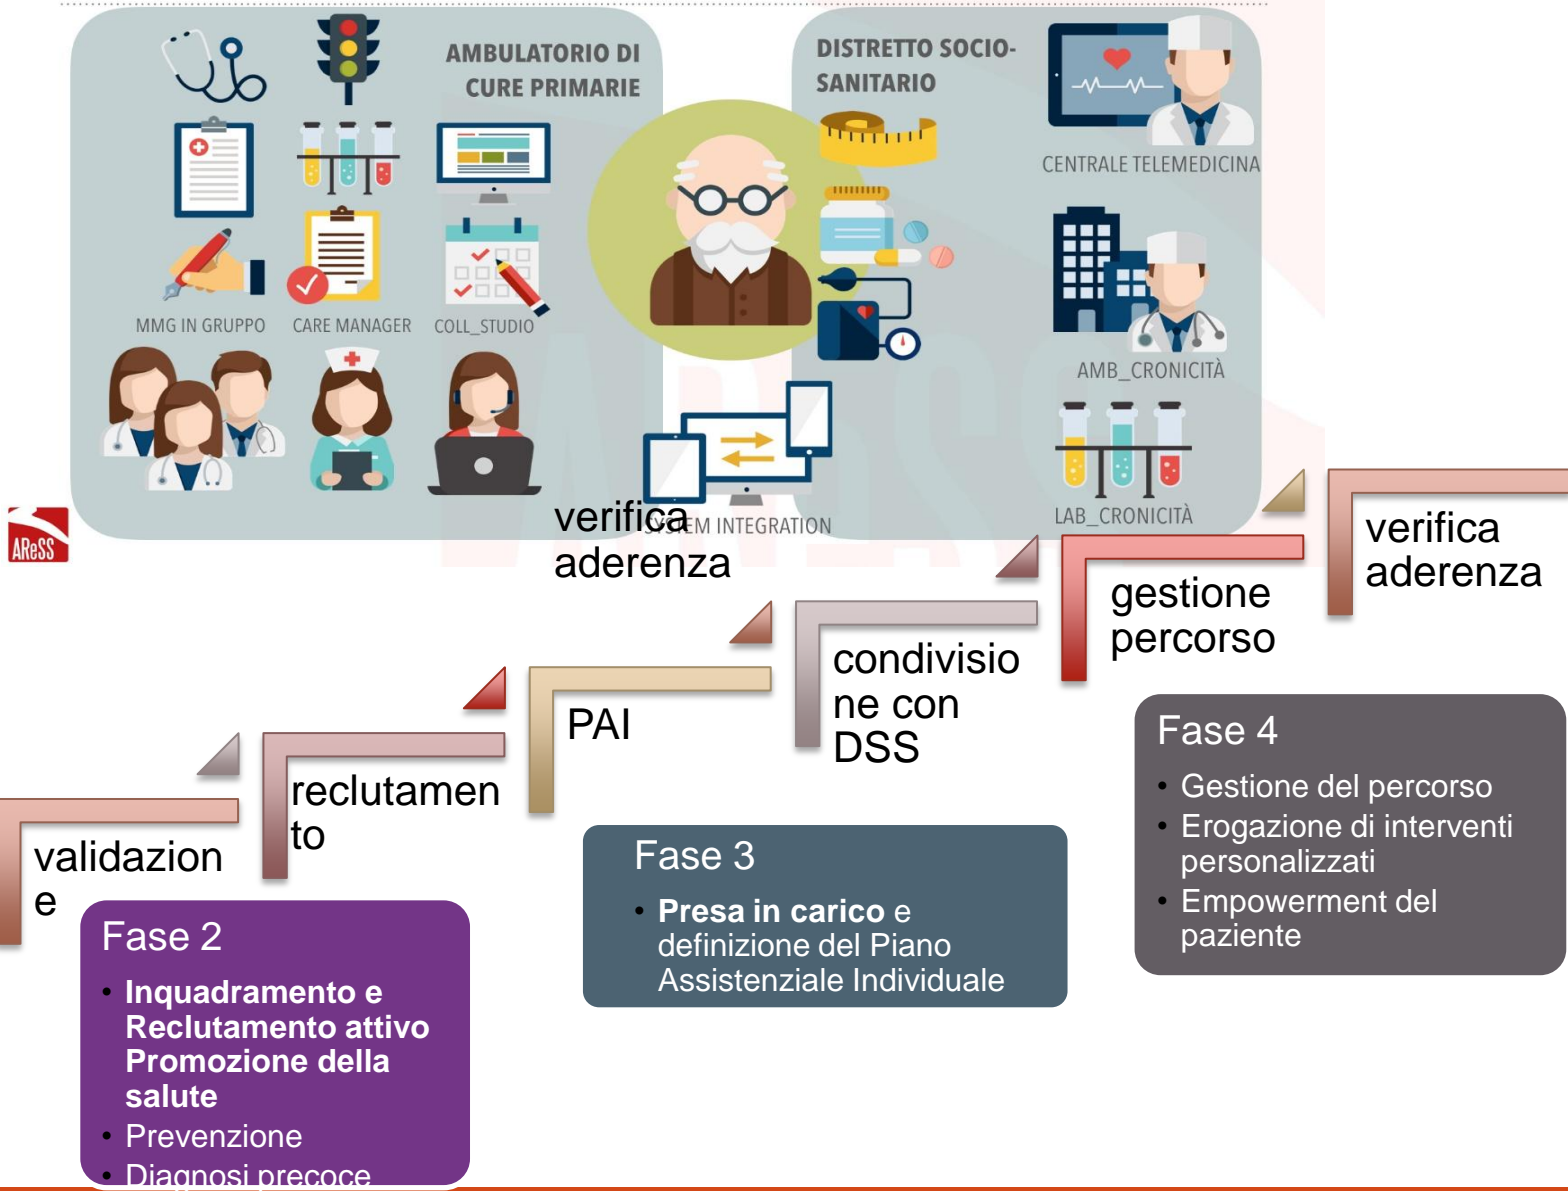 AMBULATORIO DI
CURE PRIMARIE
DISTRETTO SOCIO-
SANITARIO
CENTRALE TELEMEDICINA
MMG IN GRUPPO
CARE MANAGER
COLL_STUDIO
AMB_CRONICITÀ
SYSTEM INTEGRATION
LAB_CRONICITÀ
AReSS
verifica
aderenza
verifica
aderenza
gestione
percorso
condivisio
ne con
DSS
PAI
reclutamen
to
validazion
e
Fase 2
• Inquadramento e
Reclutamento attivo
Promozione della
salute
• Prevenzione
• Diagnosi precoce
Fase 3
• Presa in carico e
definizione del Piano
Assistenziale Individuale
Fase 4
• Gestione del percorso
• Erogazione di interventi
personalizzati
• Empowerment del
paziente